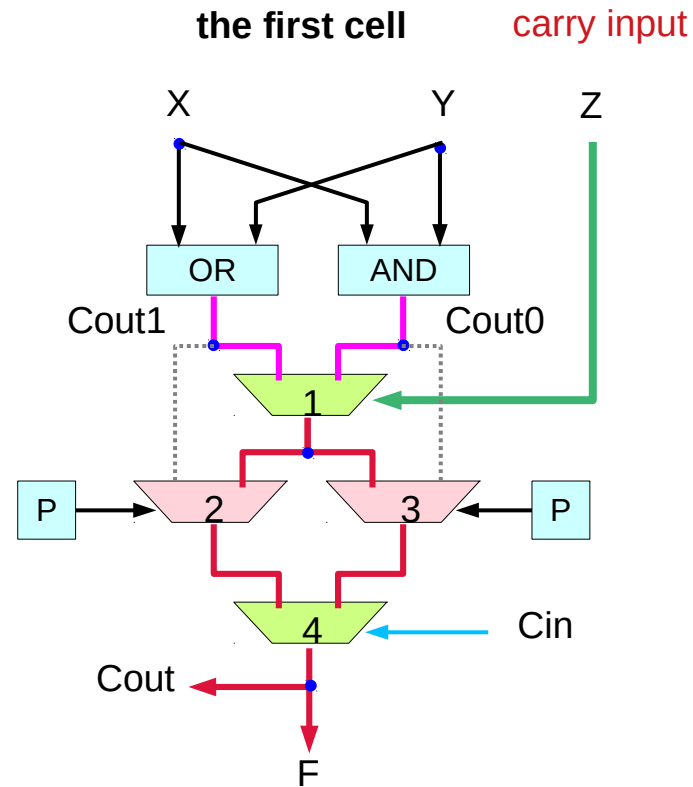 the first cell
carry input
X
Y
Z
OR
AND
Cout1
Cout0
1
P
2
3
P
4
Cin
Cout
F